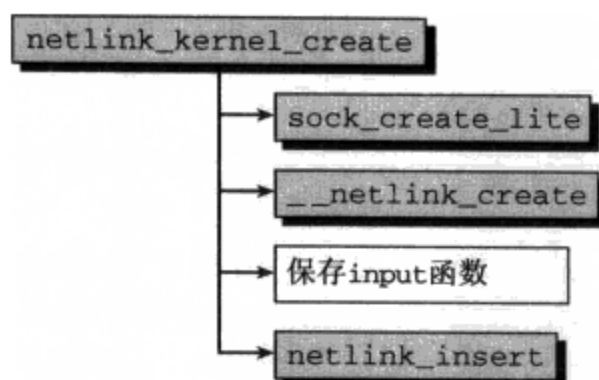 netlink_kernel_create
sock_create_lite
__netlink_create
保存input函数
netlink_insert